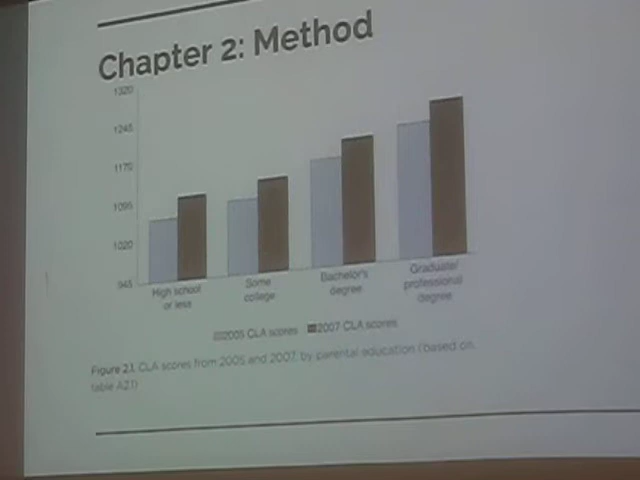 Chapter 2: Method
1320
1245
1170
1095
1020
945
High school
or less
Some
college
Bachelor's
degree
Graduate/
professional
degree
2005 CLA scores 2007 CLA scores
Figure 2.1. CLA scores from 2005 and 2007, by parental education (based on
table A2.1)